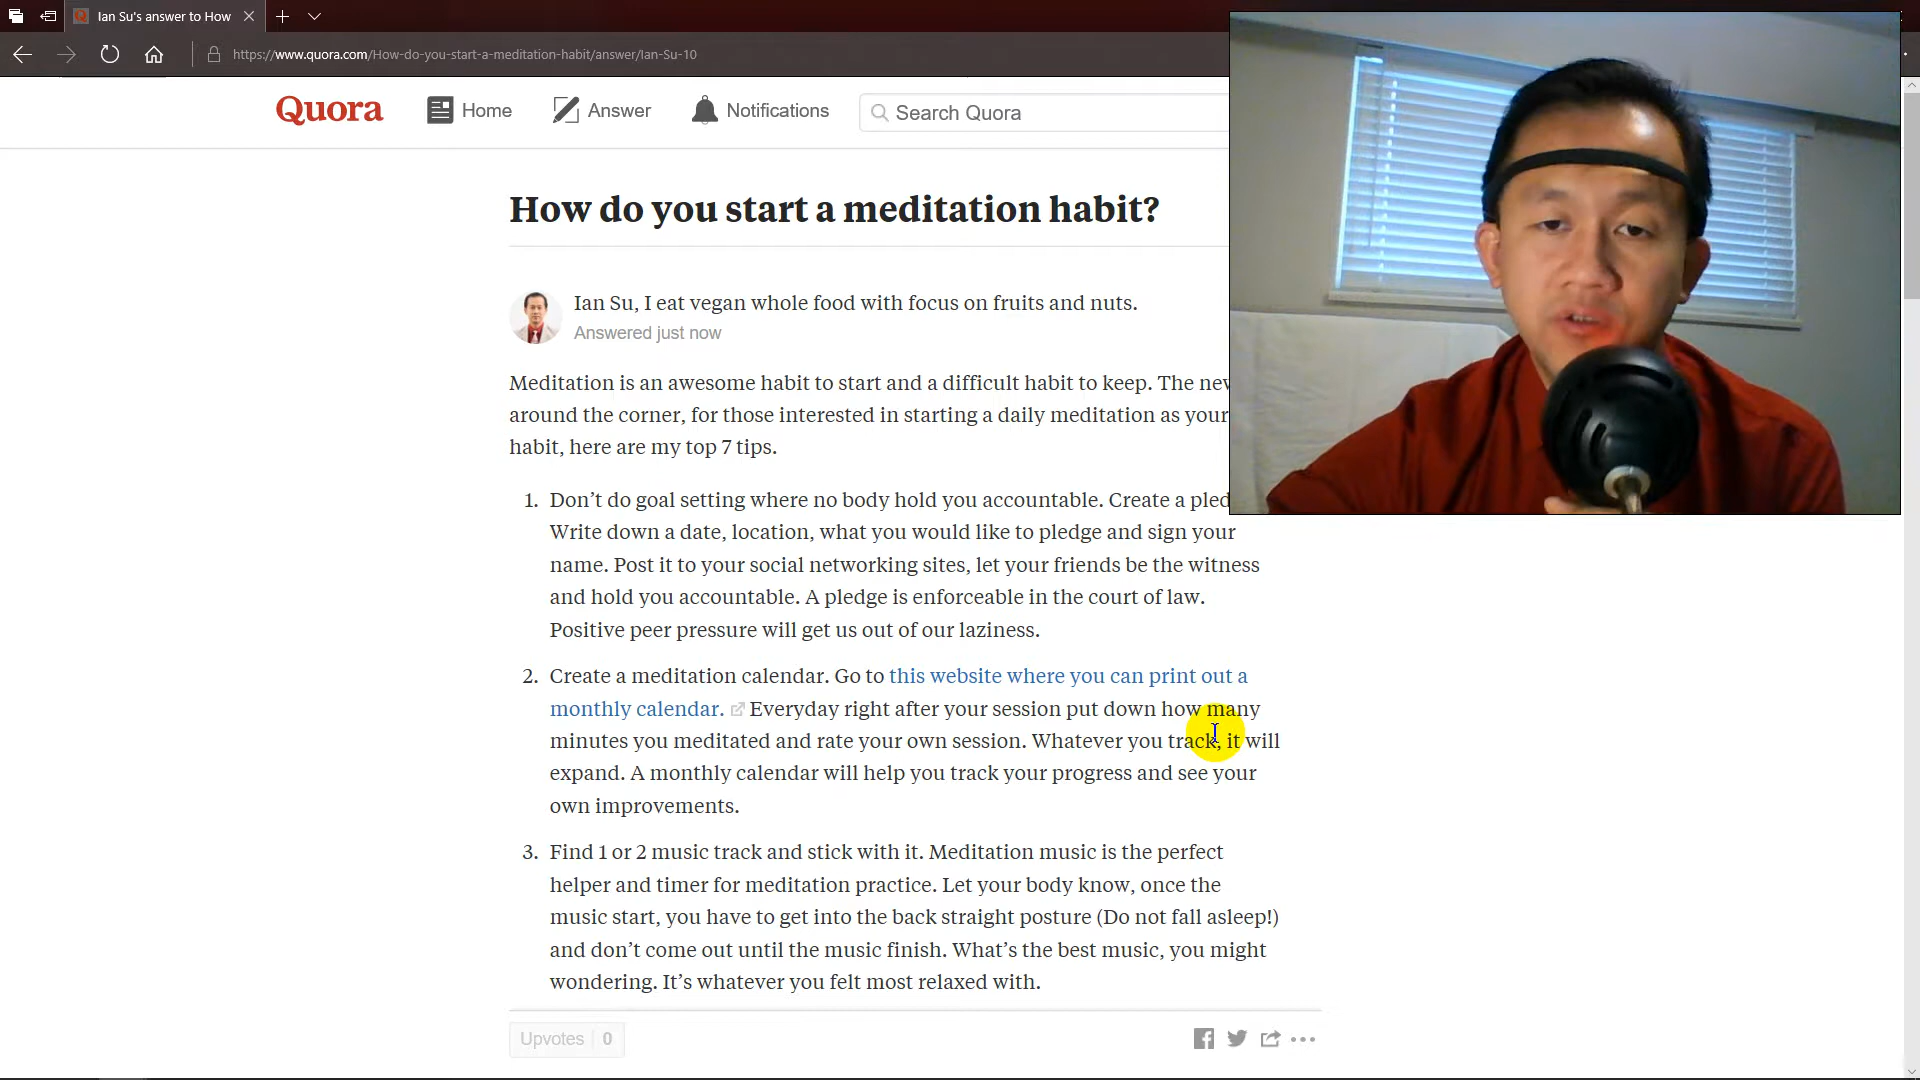 Ian Su's answer to How
https://www.quora.com/How-do-you-start-a-meditation-habit/answer/Ian-Su-10
Quora Home Answer Notifications Search Quora
How do you start a meditation habit?
Ian Su, I eat vegan whole food with focus on fruits and nuts.
Answered just now
Meditation is an awesome habit to start and a difficult habit to keep. The
around the corner, for those interested in starting a daily meditation as your
habit, here are my top 7 tips.
1. Don’t do goal setting where no body hold you accountable. Create a
Write down a date, location, what you would like to pledge and sign your
name. Post it to your social networking sites, let your friends be the witness
and hold you accountable. A pledge is enforceable in the court of law.
Positive peer pressure will get us out of our laziness.
2. Create a meditation calendar. Go to this website where you can print out a
monthly calendar. Everyday right after your session put down how many
minutes you meditated and rate your own session. Whatever you track, it will
expand. A monthly calendar will help you track your progress and see your
own improvements.
3. Find 1 or 2 music track and stick with it. Meditation music is the perfect
helper and timer for meditation practice. Let your body know, once the
music start, you have to get into the back straight posture (Do not fall asleep!)
and don’t come out until the music finish. What’s the best music, you might
wondering. It’s whatever you felt most relaxed with.
Upvotes 0